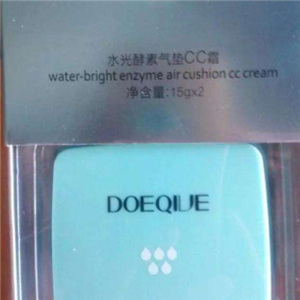 水光酵素气垫CC霜
water-bright enzyme air cushion cc cream
净含量:15gx2
DOEQIUE